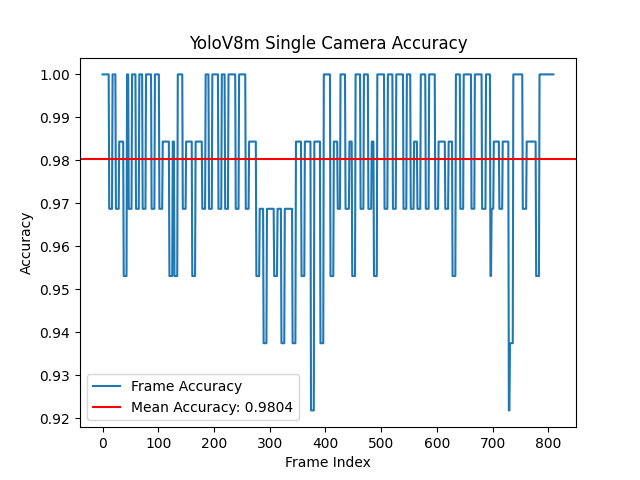 YoloV8m Single Camera Accuracy
1.00
0.99
0.98
0.97
0.96
0.95
0.94
0.93
0.92
Accuracy
Frame Accuracy
Mean Accuracy: 0.9804
0 100 200 300 400 500 600 700 800
Frame Index